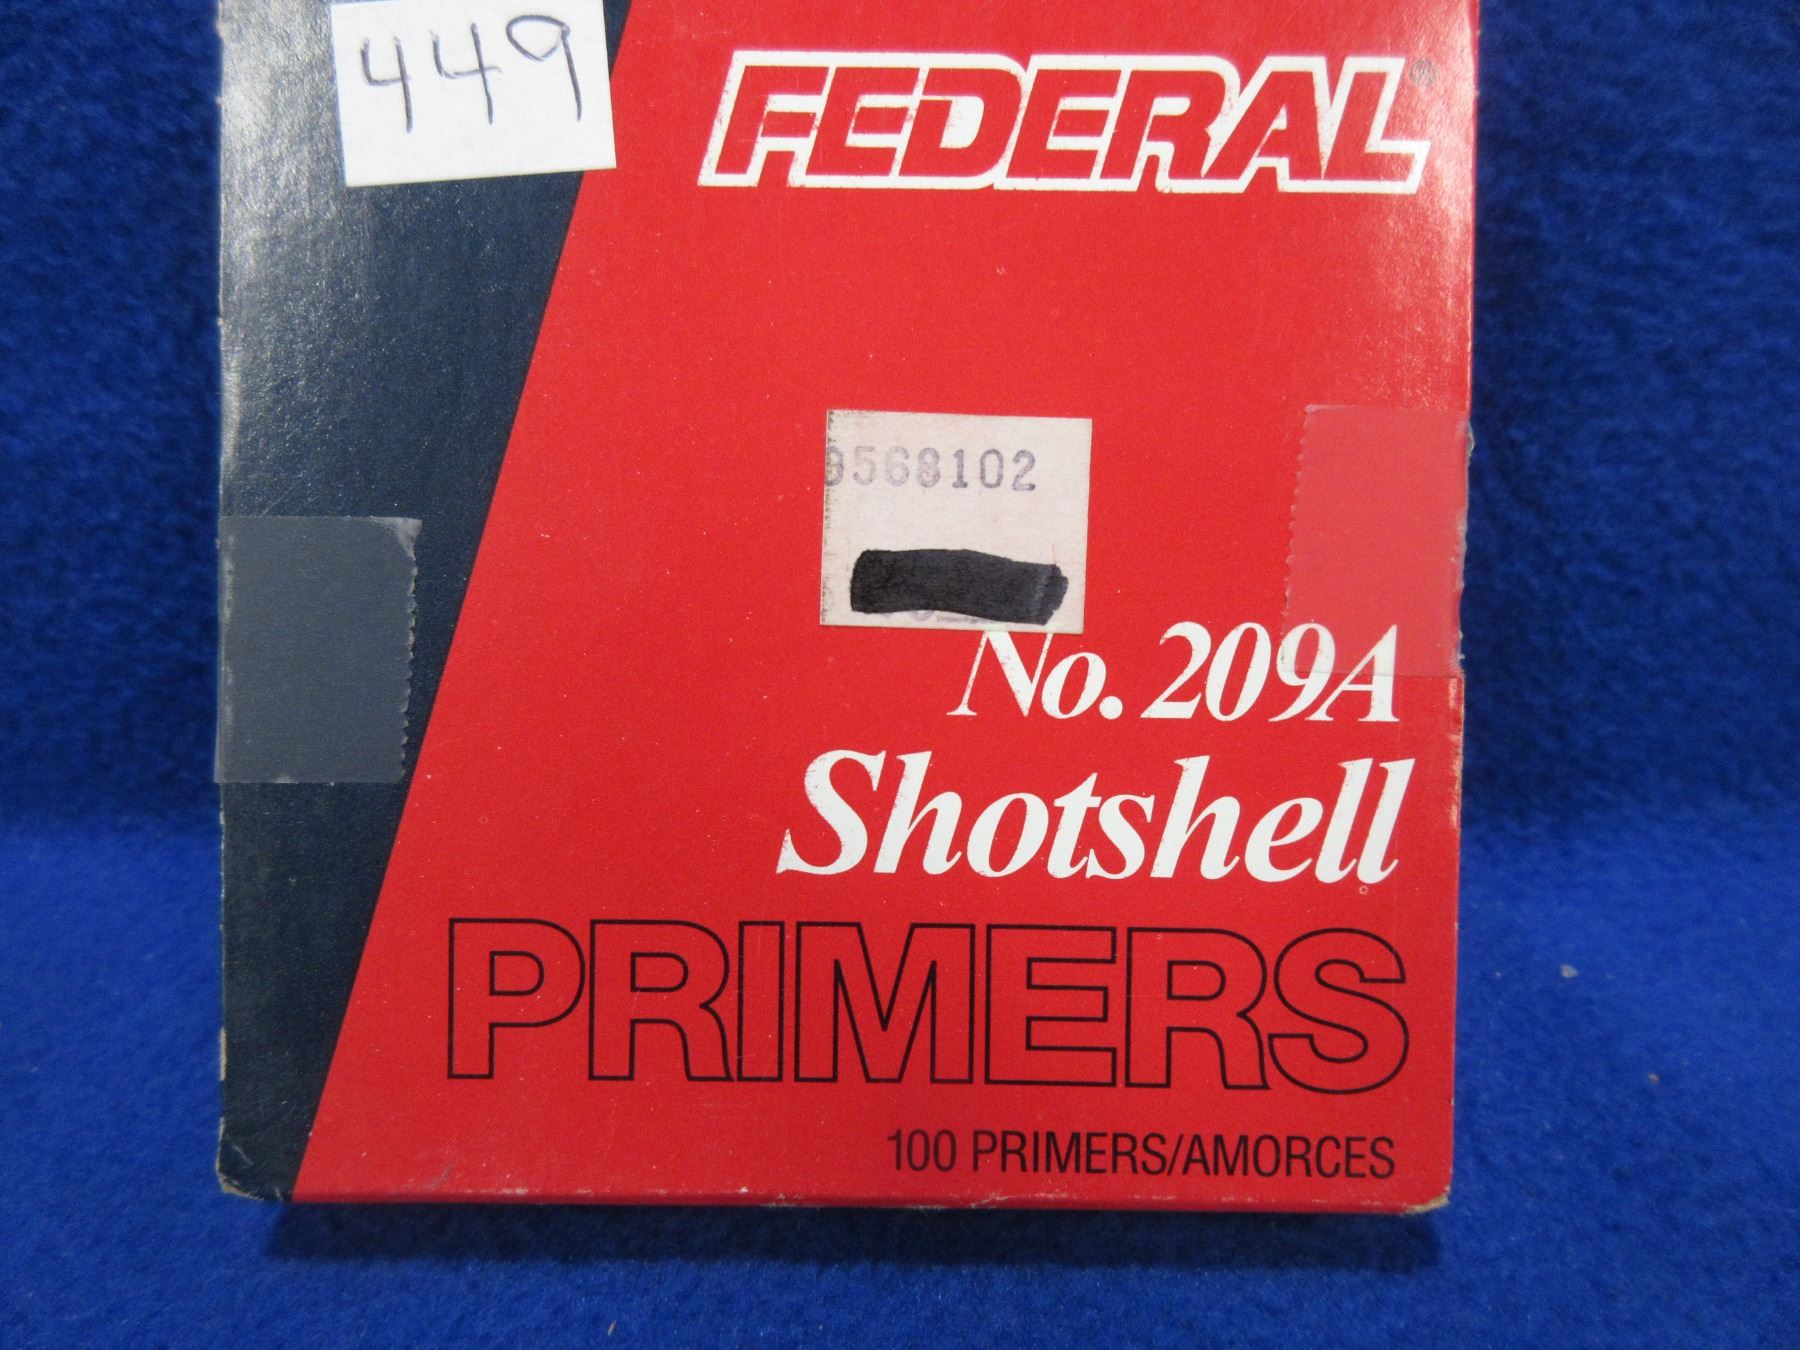 449
FEDERAL®
0568102
No. 209A
Shotshell
PRIMERS
100 PRIMERS/AMORCES